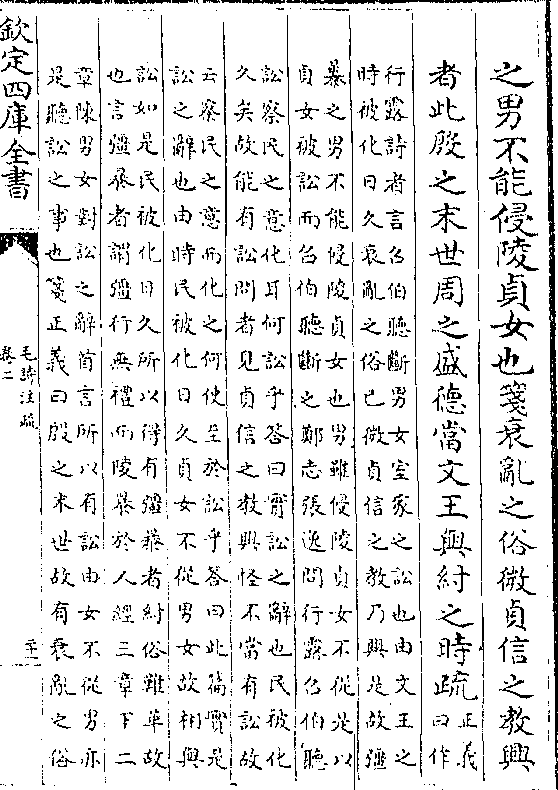 之男不能侵陵貞女也箋衰亂之俗微貞信之教興
者此殷之末世周之盛德當文王與紂之時疏正義曰作
行露詩者言召伯聽斷男女室家之訟也由文王之
時被化日久衰亂之俗已微貞信之教乃興是故彊
暴之男不能侵陵貞女也男雖侵陵貞女不從是以
貞女被訟而召伯聽斷之鄭志張逸問行露召伯聽
訟察民之意化耳何訟乎答曰實訟之辭也民被化
久矣故能有訟問者見貞信之教興怪不當有訟故
云察民之意而化之何使至於訟乎答曰此篇實是
訟之辭也由時民被化日久貞女不從男女故相與
訟如是民被化日久所以得有彊暴者紂俗難革故
也言彊暴者謂彊行無禮而陵暴於人經三章下二
章陳男女對訟之辭首言所以有訟由女不從男亦
是聽訟之事也箋正義曰殷之末世故有衰亂之俗
欽定四庫全書
毛詩注疏
卷二